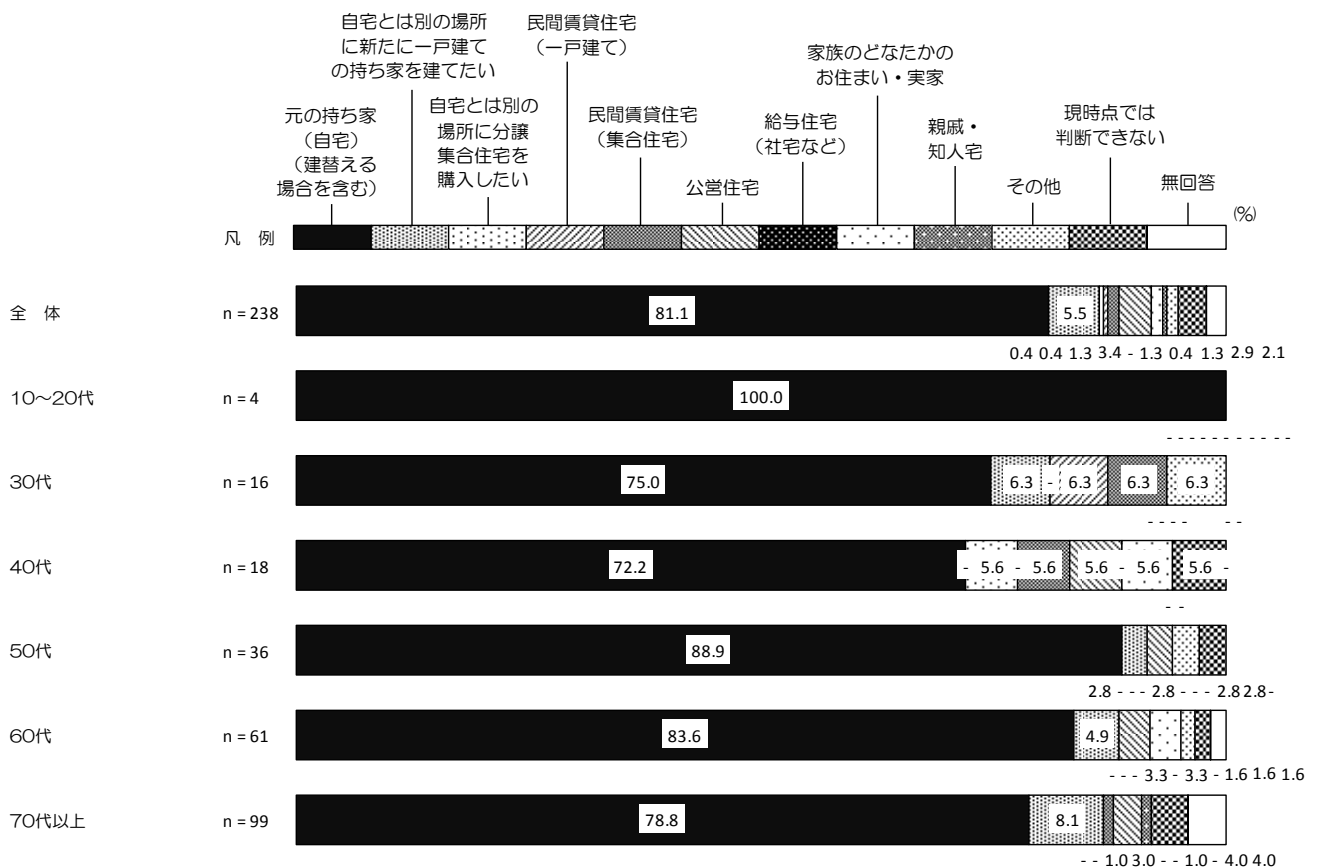 自宅とは別の場所
に新たに一戸建て
の持ち家を建てたい
民間賃貸住宅
（一戸建て）
家族のどなたかの
お住まい・実家
元の持ち家
（自宅）
（建替える
場合を含む）
自宅とは別の
場所に分譲
集合住宅を
購入したい
民間賃貸住宅
（集合住宅）
公営住宅
給与住宅
（社宅など）
親戚・
知人宅
その他
現時点では
判断できない
無回答
(%)
凡 例
全 体 n = 238 81.1 5.5
0.4 0.4 1.3 3.4 - 1.3 0.4 1.3 2.9 2.1
10～20代 n = 4 100.0
- - - - - - - - - - -
30代 n = 16 75.0 6.3 - 6.3 6.3 6.3
- - - - - -
40代 n = 18 72.2 - 5.6 - 5.6 5.6 - 5.6 5.6 -
- -
50代 n = 36 88.9
2.8 - - - 2.8 - - - 2.8 2.8 -
60代 n = 61 83.6 4.9
- - - 3.3 - 3.3 - 1.6 1.6 1.6
70代以上 n = 99 78.8 8.1
- - 1.0 3.0 - - 1.0 - 4.0 4.0